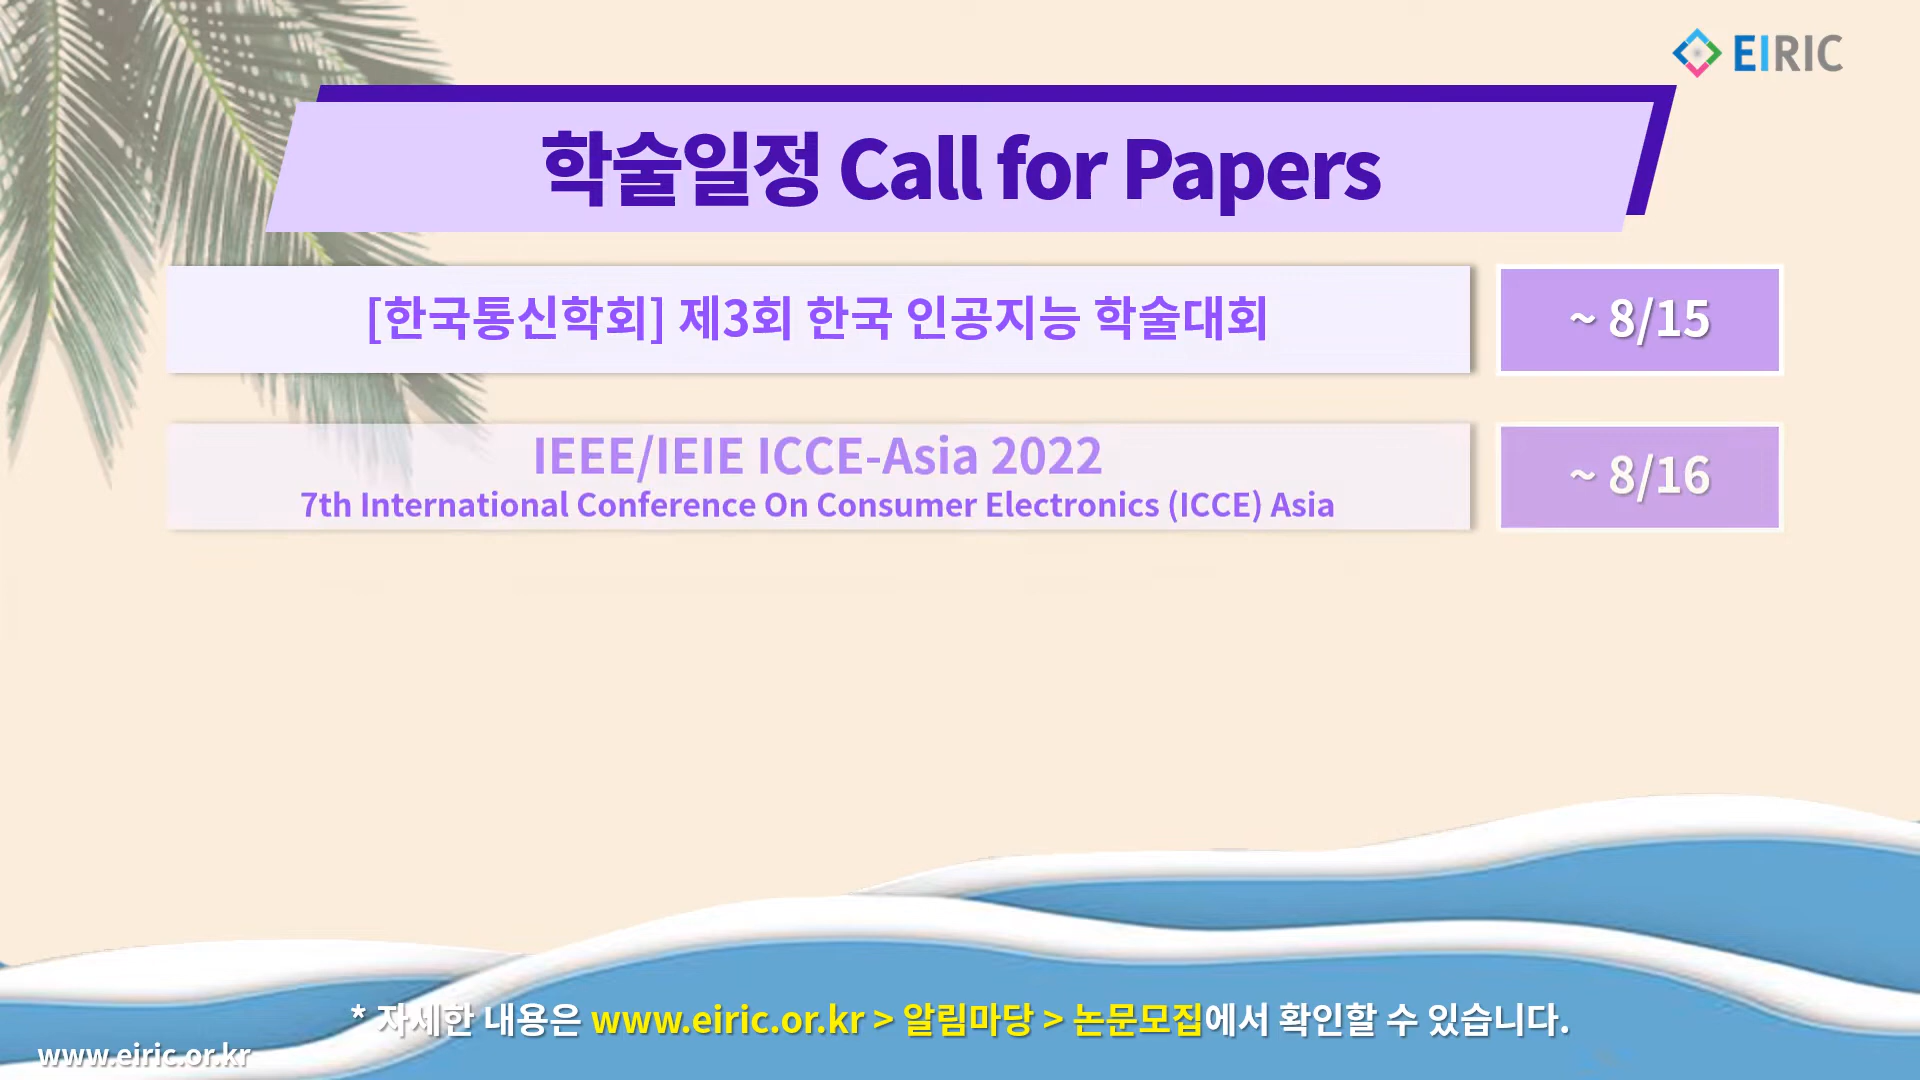 EIRIC
학술일정 Call for Papers
[한국통신학회] 제3회 한국 인공지능 학술대회
~ 8/15
IEEE/IEIE ICCE-Asia 2022
7th International Conference On Consumer Electronics (ICCE) Asia
~ 8/16
* 자세한 내용은 www.eiric.or.kr > 알림마당 > 논문모집에서 확인할 수 있습니다.
www.eiric.or.kr